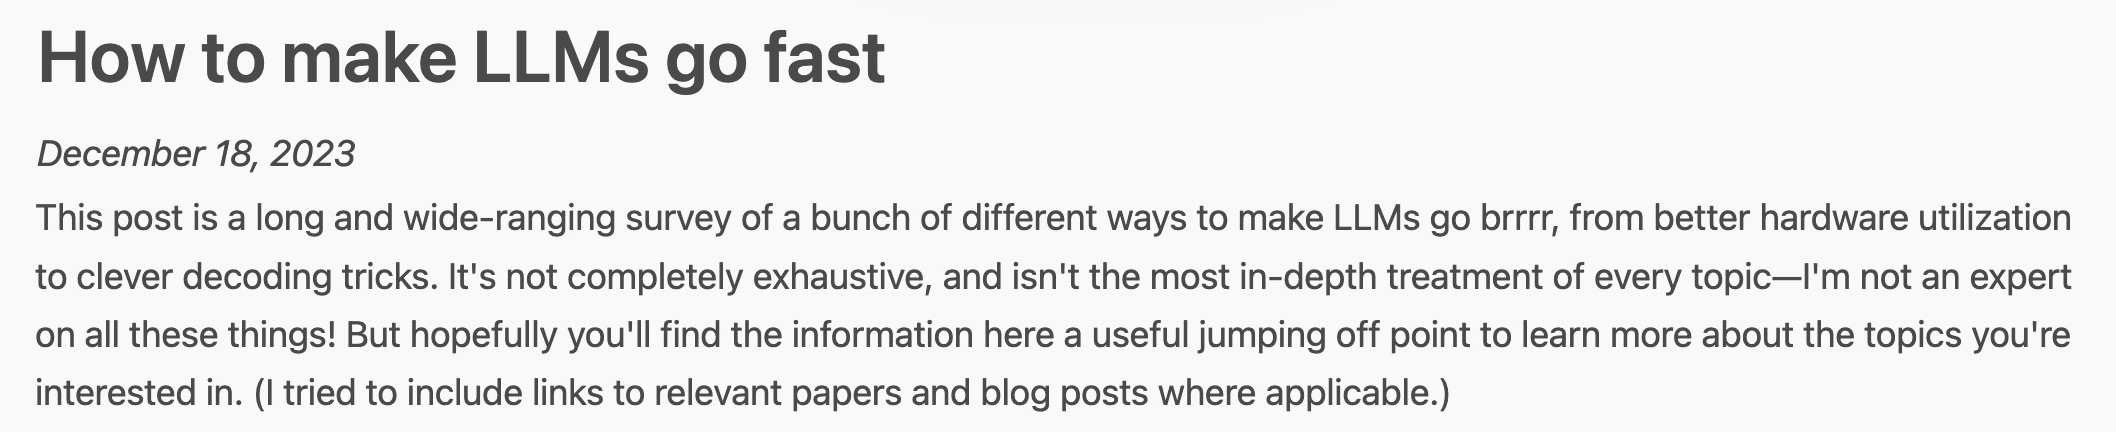 How to make LLMs go fast
December 18, 2023
This post is a long and wide-ranging survey of a bunch of different ways to make LLMs go brrrr, from better hardware utilization
to clever decoding tricks. It's not completely exhaustive, and isn't the most in-depth treatment of every topic—I'm not an expert
on all these things! But hopefully you'll find the information here a useful jumping off point to learn more about the topics you're
interested in. (I tried to include links to relevant papers and blog posts where applicable.)